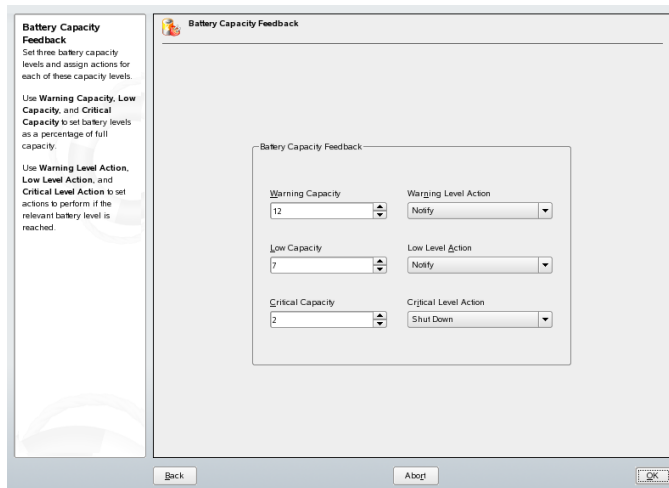 Battery Capacity
Feedback
Set three battery capacity
levels and assign actions for
each of these capacity levels.
Use Warning Capacity, Low
Capacity, and Critical
Capacity to set battery levels
as a percentage of full
capacity.
Use Warning Level Action,
Low Level Action, and
Critical Level Action to set
actions to perform if the
relevant battery level is
reached.
Battery Capacity Feedback
Battery Capacity Feedback
Warning Capacity
Warning Level Action
12
Notify
Low Capacity
Low Level Action
7
Notify
Critical Capacity
Critical Level Action
2
Shut Down
Back
Abort
OK